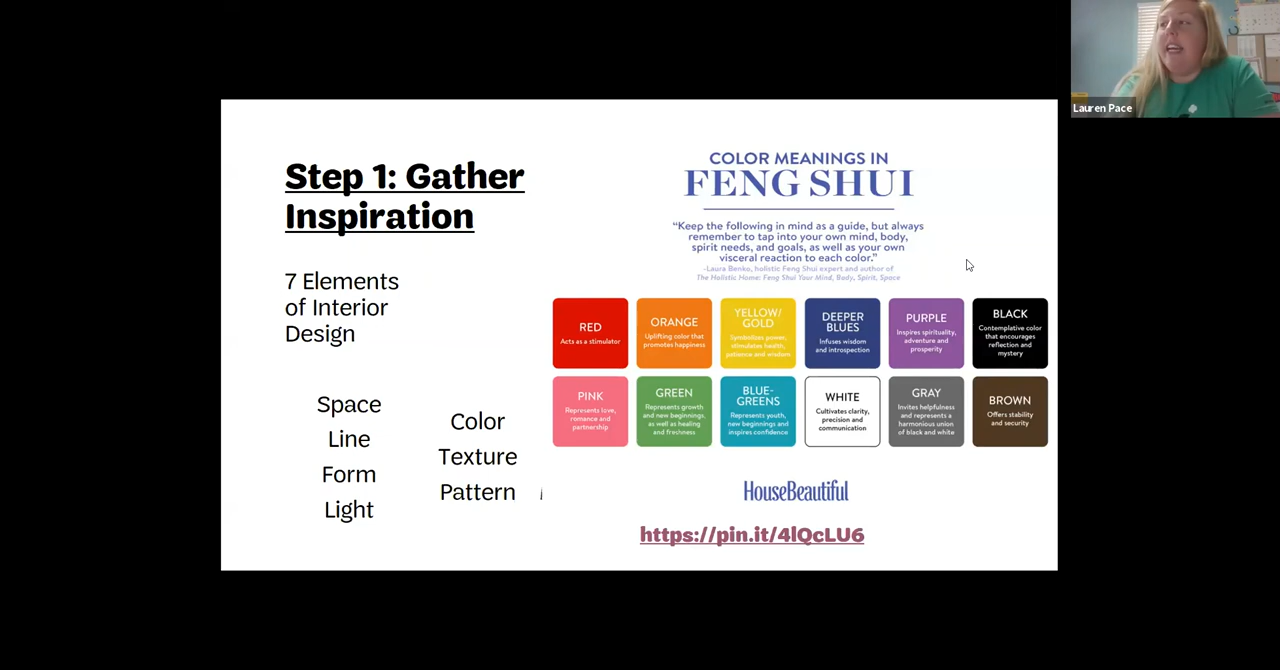 Lauren Pace
Step 1: Gather
Inspiration
7 Elements
of Interior
Design
Space
Line
Form
Light
Color
Texture
Pattern
COLOR MEANINGS IN
FENG SHUI
“Keep the following in mind as a guide, but always
remember to tap into your own mind, body,
spirit needs, and goals, as well as your own
visceral reaction to each color.”
-Laura Benko, holistic Feng Shui expert and author of
The Holistic Home: Feng Shui Your Mind, Body, Spirit, Space
RED
Acts as a stimulator
ORANGE
Uplifting color that
promotes happiness
YELLOW/
GOLD
Symbolizes power,
stimulates health,
patience and wisdom
DEEPER
BLUES
Infuses wisdom
and introspection
PURPLE
Inspires spirituality,
adventure and
prosperity
BLACK
Contemplative color
that encourages
reflection and
mystery
PINK
Represents love,
romance and
partnership
GREEN
Represents growth
and new beginnings,
as well as healing
and freshness
BLUE-
GREENS
Represents youth,
new beginnings and
inspires confidence
WHITE
Cultivates clarity,
precision and
communication
GRAY
Invites helpfulness
and represents a
harmonious union
of black and white
BROWN
Offers stability
and security
HouseBeautiful
https://pin.it/4lQcLU6